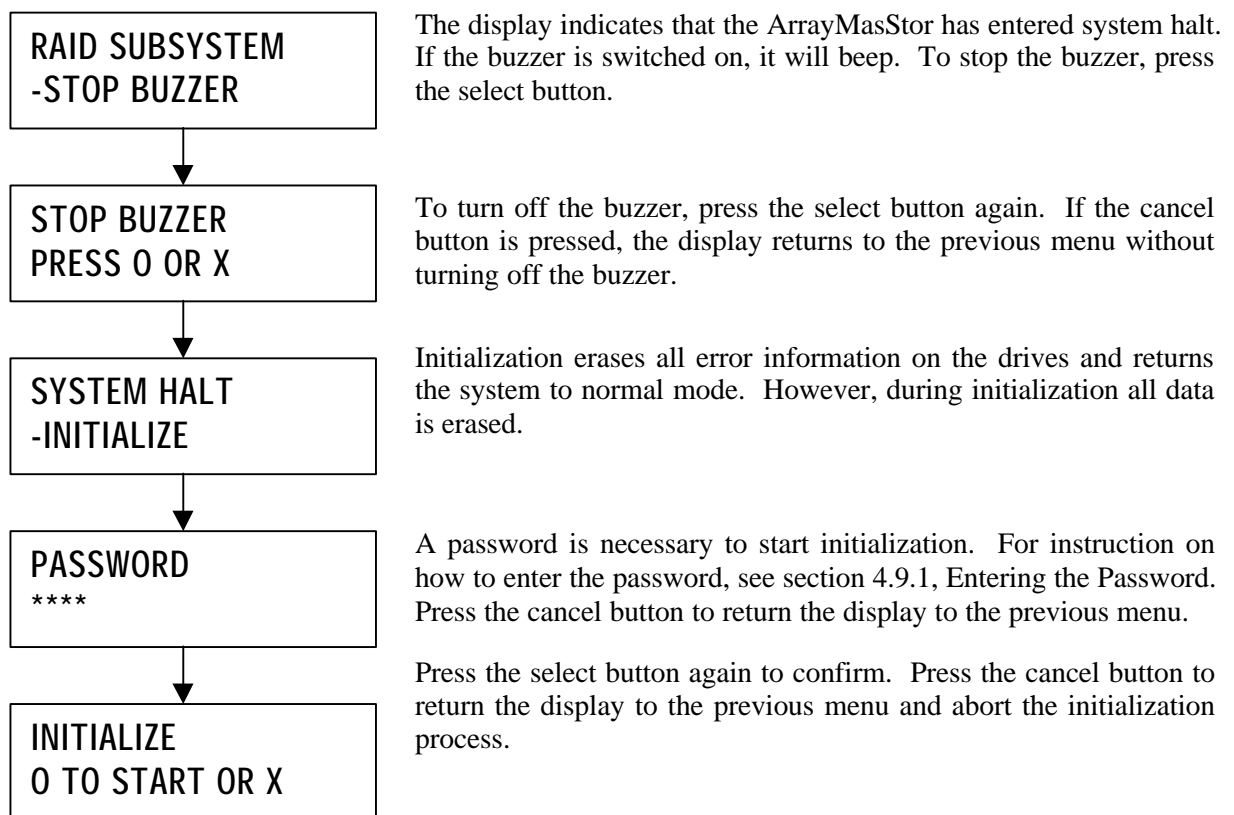 RAID SUBSYSTEM
-STOP BUZZER
The display indicates that the ArrayMasStor has entered system halt.
If the buzzer is switched on, it will beep. To stop the buzzer, press
the select button.
STOP BUZZER
PRESS O OR X
To turn off the buzzer, press the select button again. If the cancel
button is pressed, the display returns to the previous menu without
turning off the buzzer.
SYSTEM HALT
-INITIALIZE
Initialization erases all error information on the drives and returns
the system to normal mode. However, during initialization all data
is erased.
PASSWORD
****
A password is necessary to start initialization. For instruction on
how to enter the password, see section 4.9.1, Entering the Password.
Press the cancel button to return the display to the previous menu.
INITIALIZE
O TO START OR X
Press the select button again to confirm. Press the cancel button to
return the display to the previous menu and abort the initialization
process.